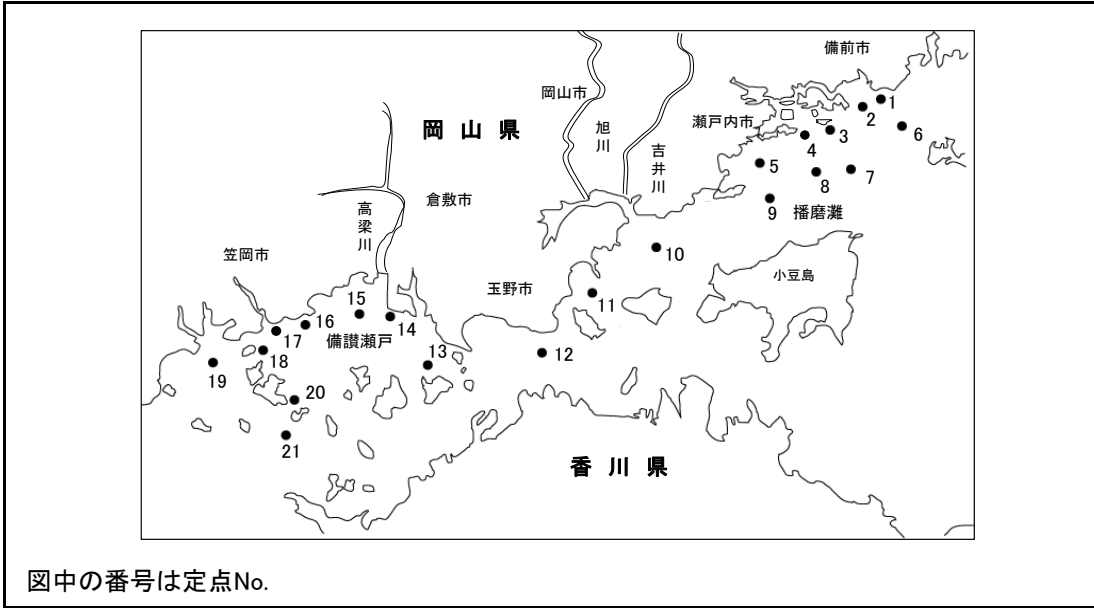 備前市
岡山市
岡山県
旭川
吉井川
瀬戸内市
1
2
3
4
6
5
7
8
9
播磨灘
倉敷市
高梁川
笠岡市
10
小豆島
玉野市
11
15
14
16
17
備讃瀬戸
18
13
12
19
20
21
香川県
図中の番号は定点No.